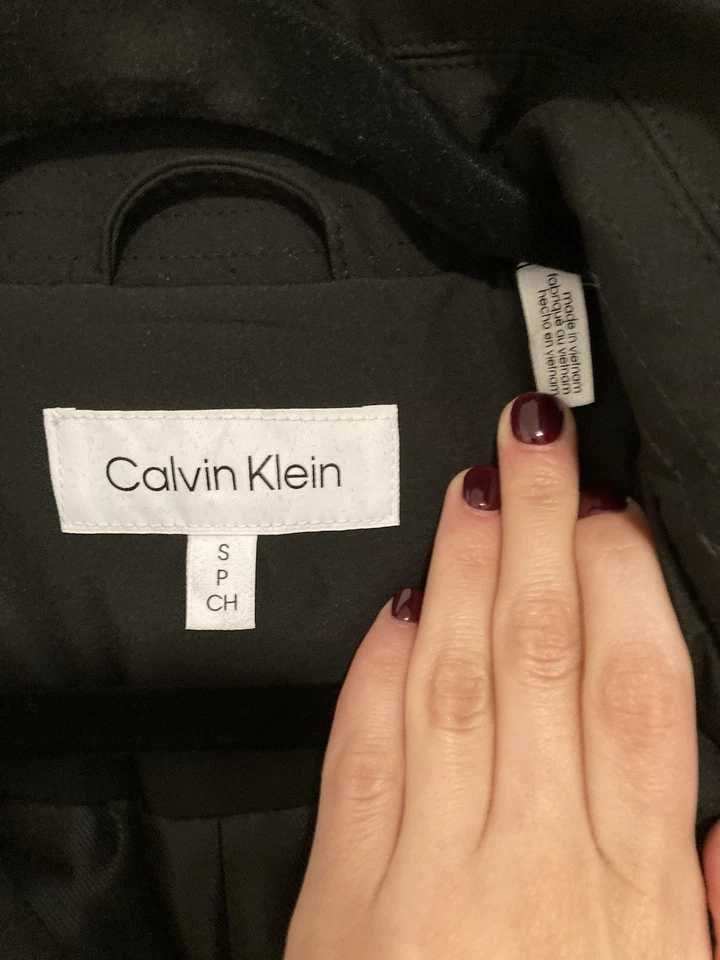 Calvin Klein
S
P
CH
made in vietnam
fabriqué au vietnam
hecho en vietnam